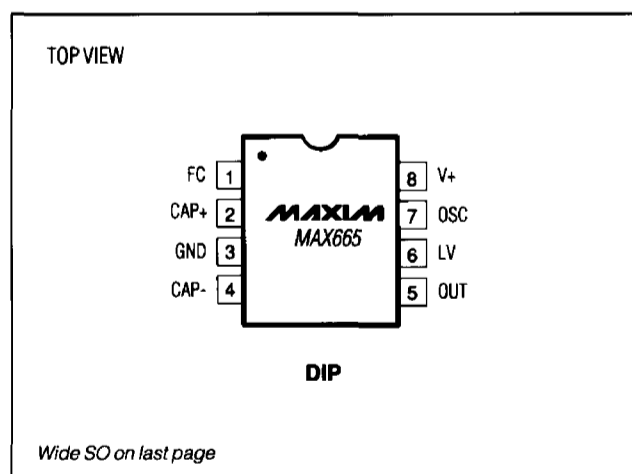 TOP VIEW
FC 1
CAP+ 2
GND 3
CAP- 4
MAXIM
MAX665
8 V+
7 OSC
6 LV
5 OUT
DIP
Wide SO on last page